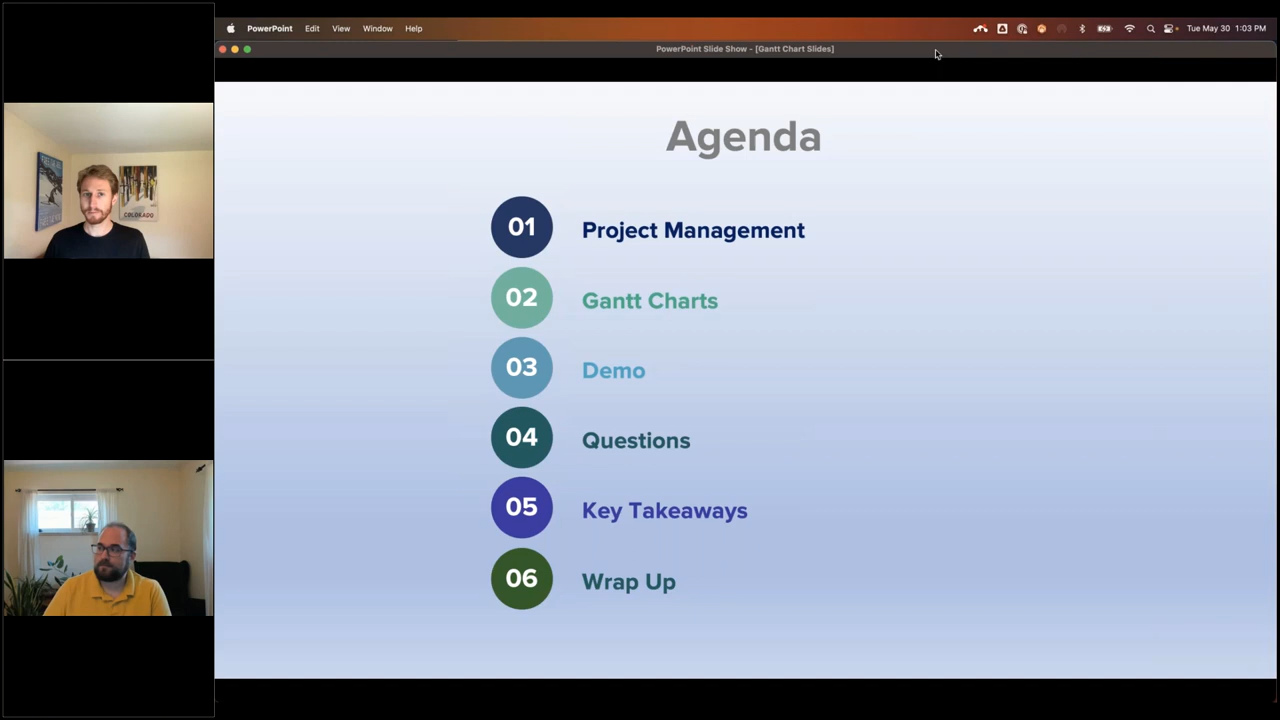 PowerPoint Edit View Window Help
Tue May 30 1:03 PM
PowerPoint Slide Show - [Gantt Chart Slides]
Agenda
01 Project Management
02 Gantt Charts
03 Demo
04 Questions
05 Key Takeaways
06 Wrap Up
COLORADO